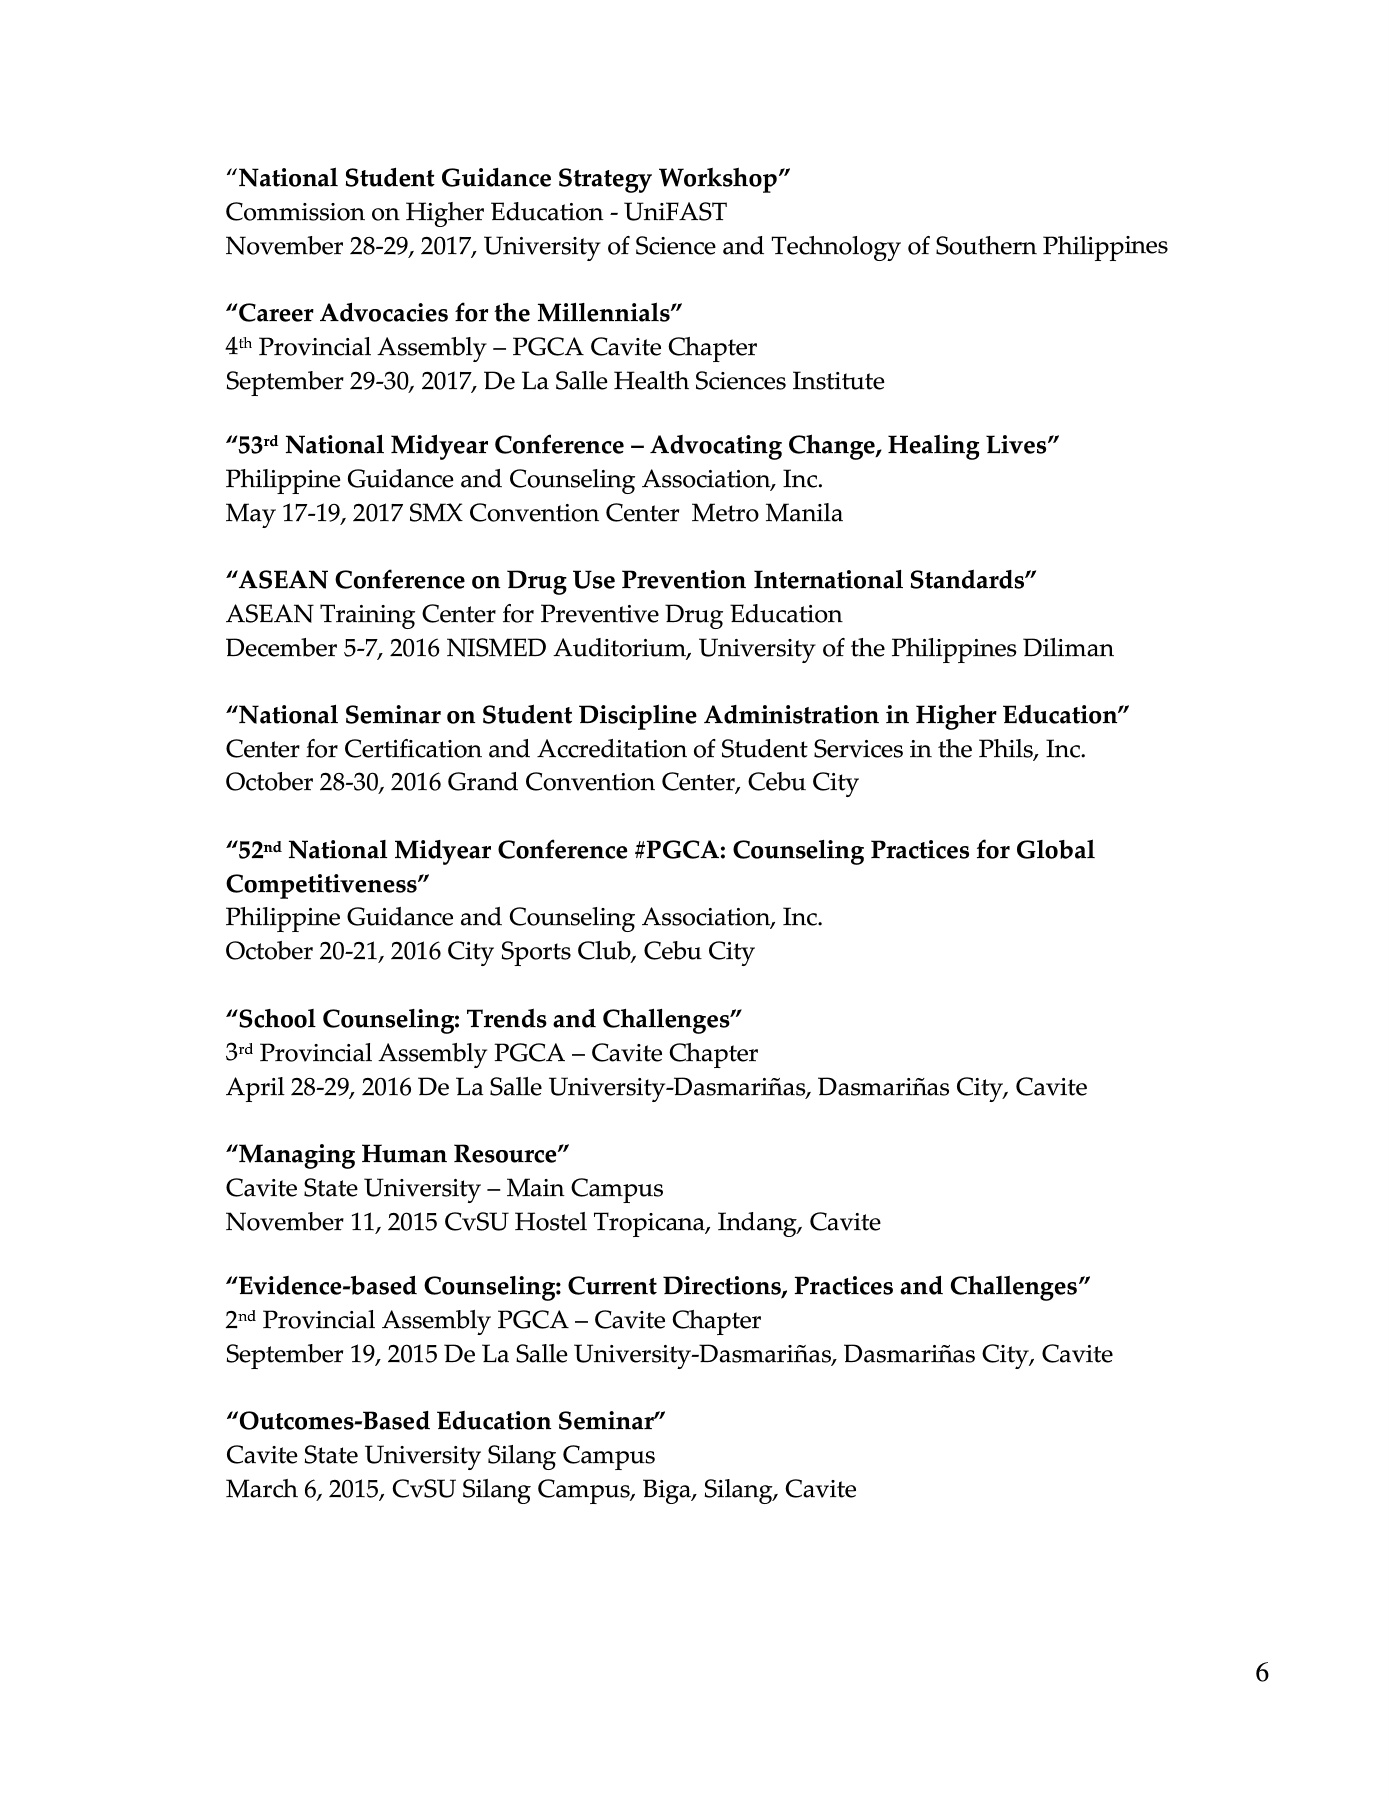 “National Student Guidance Strategy Workshop”
Commission on Higher Education - UniFAST
November 28-29, 2017, University of Science and Technology of Southern Philippines
“Career Advocacies for the Millennials”
4th Provincial Assembly – PGCA Cavite Chapter
September 29-30, 2017, De La Salle Health Sciences Institute
“53rd National Midyear Conference – Advocating Change, Healing Lives”
Philippine Guidance and Counseling Association, Inc.
May 17-19, 2017 SMX Convention Center  Metro Manila
“ASEAN Conference on Drug Use Prevention International Standards”
ASEAN Training Center for Preventive Drug Education
December 5-7, 2016 NISMED Auditorium, University of the Philippines Diliman
“National Seminar on Student Discipline Administration in Higher Education”
Center for Certification and Accreditation of Student Services in the Phils, Inc.
October 28-30, 2016 Grand Convention Center, Cebu City
“52nd National Midyear Conference #PGCA: Counseling Practices for Global
Competitiveness”
Philippine Guidance and Counseling Association, Inc.
October 20-21, 2016 City Sports Club, Cebu City
“School Counseling: Trends and Challenges”
3rd Provincial Assembly PGCA – Cavite Chapter
April 28-29, 2016 De La Salle University-Dasmariñas, Dasmariñas City, Cavite
“Managing Human Resource”
Cavite State University – Main Campus
November 11, 2015 CvSU Hostel Tropicana, Indang, Cavite
“Evidence-based Counseling: Current Directions, Practices and Challenges”
2nd Provincial Assembly PGCA – Cavite Chapter
September 19, 2015 De La Salle University-Dasmariñas, Dasmariñas City, Cavite
“Outcomes-Based Education Seminar”
Cavite State University Silang Campus
March 6, 2015, CvSU Silang Campus, Biga, Silang, Cavite
6